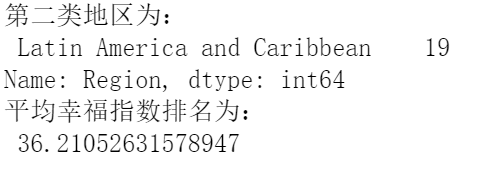 第二类地区为：
Latin America and Caribbean    19
Name: Region, dtype: int64
平均幸福指数排名为：
36.21052631578947